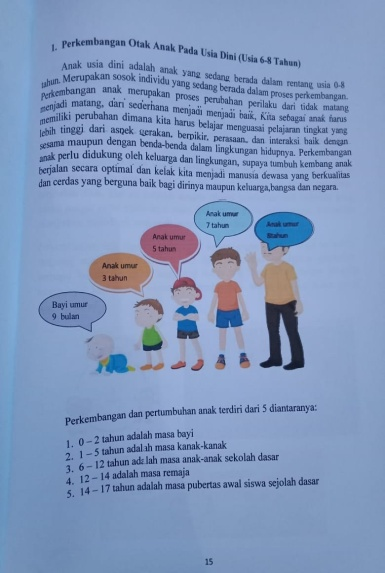 1. Perkembangan Otak Anak Pada Usia Dini (Usia 6-8 Tahun)
Anak usia dini adalah anak yang sedang berada dalam rentang usia 0-8
tahun. Merupakan sosok individu yang sedang berada dalam proses perkembangan.
Perkembangan anak merupakan proses perubahan perilaku dari tidak matang
menjadi matang, dari sederhana menjadi menjadi baik, Kita sebagai anak harus
memiliki perubahan dimana kita harus belajar menguasai pelajaran tingkat yang
lebih tinggi dari aspek gerakan, berpikir, perasaan, dan interaksi baik dengan
sesama maupun dengan benda-benda dalam lingkungan hidupnya. Perkembangan
anak perlu didukung oleh keluarga dan lingkungan, supaya tumbuh kembang anak
berjalan secara optimal dan kelak kita menjadi manusia dewasa yang berkualitas
dan cerdas yang berguna baik bagi dirinya maupun keluarga,bangsa dan negara.
Anak umur
7 tahun
Anak umur
Anak umur
5 tahun
Anak umur
3 tahun
Bayi umur
9 bulan
Perkembangan dan pertumbuhan anak terdiri dari 5 diantaranya:
1. 0 – 2 tahun adalah masa bayi
2. 1 – 5 tahun adalah masa kanak-kanak
3. 6 – 12 tahun adalah masa anak-anak sekolah dasar
4. 12 – 14 adalah masa remaja
5. 14 – 17 tahun adalah masa pubertas awal siswa sejolah dasar
15